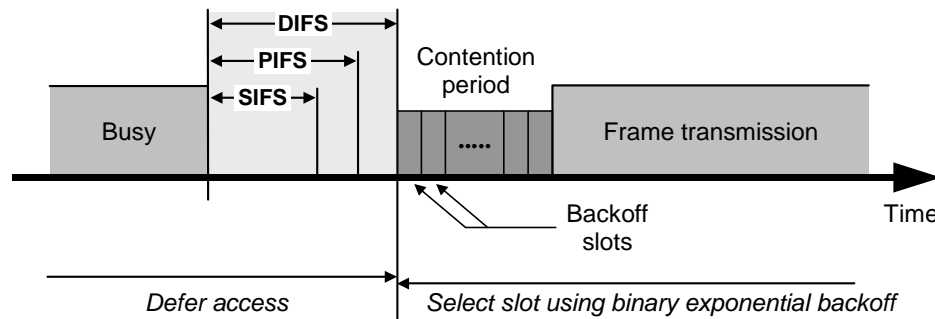 DIFS
PIFS
SIFS
Contention
period
Busy
.....
Frame transmission
Backoff
slots
Time
Defer access
Select slot using binary exponential backoff